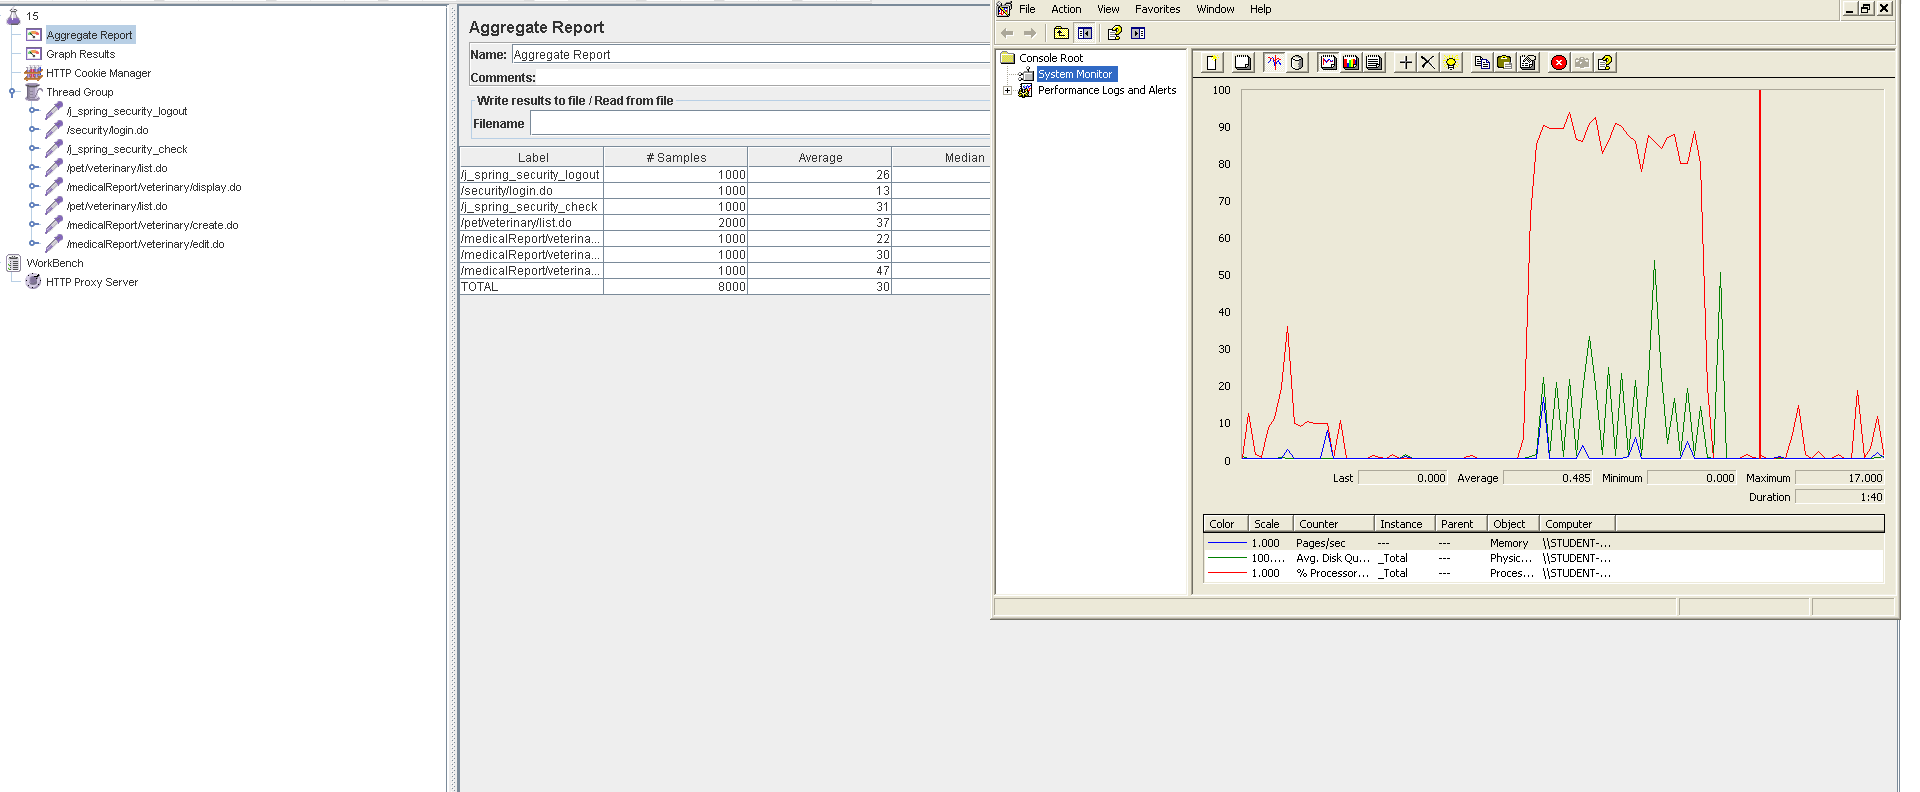 15
Aggregate Report
Graph Results
HTTP Cookie Manager
Thread Group
/j_spring_security_logout
/security/login.do
/j_spring_security_check
/pet/veterinary/list.do
/medicalReport/veterinary/display.do
/pet/veterinary/list.do
/medicalReport/veterinary/create.do
/medicalReport/veterinary/edit.do
WorkBench
HTTP Proxy Server
Aggregate Report
Name: Aggregate Report
Comments:
Write results to file / Read from file
Filename
Label # Samples Average Median
/j_spring_security_logout 1000 26
/security/login.do 1000 13
/j_spring_security_check 1000 31
/pet/veterinary/list.do 2000 37
/medicalReport/veterina... 1000 22
/medicalReport/veterina... 1000 30
/medicalReport/veterina... 1000 47
TOTAL 8000 30
File Action View Favorites Window Help
Console Root
System Monitor
Performance Logs and Alerts
100
90
80
70
60
50
40
30
20
10
0
Last 0.000 Average 0.485 Minimum 0.000 Maximum 17.000
Duration 1:40
Color Scale Counter Instance Parent Object Computer
1.000 Pages/sec --- --- Memory \\STUDENT-...
100.... Avg. Disk Qu... _Total --- Physic... \\STUDENT-...
1.000 % Processor... _Total --- Proces... \\STUDENT-...